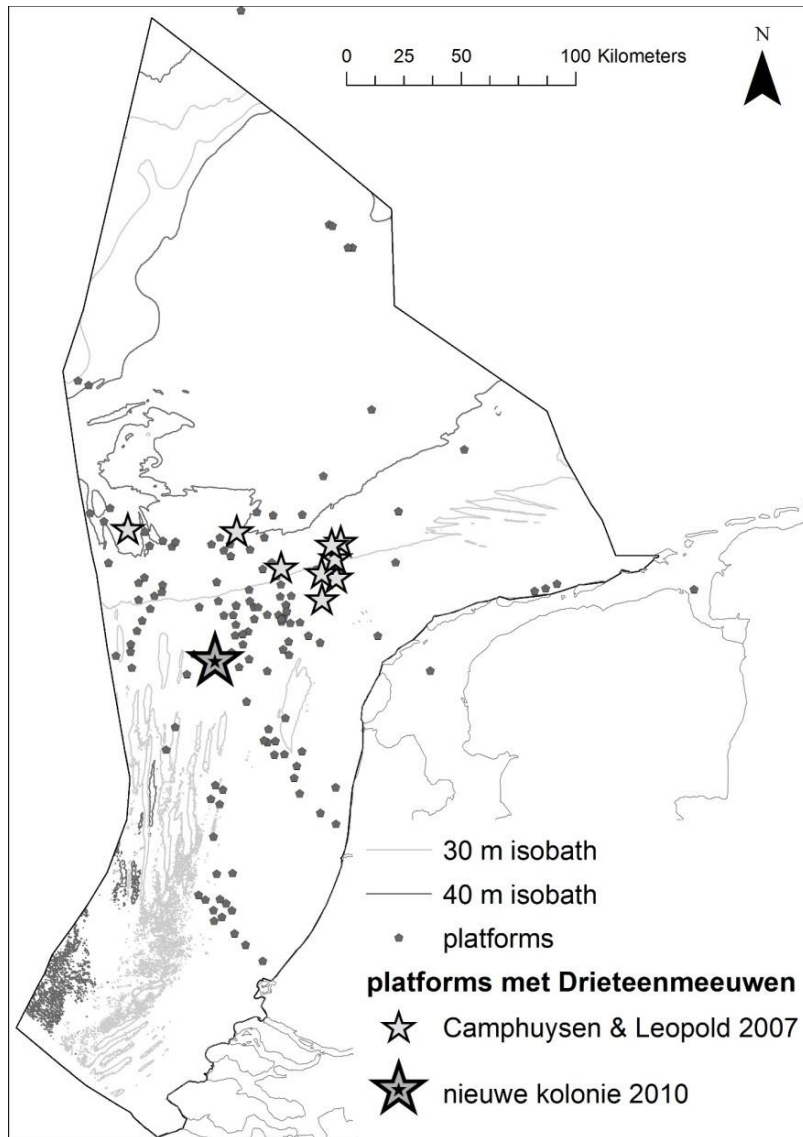 N
0 25 50 100 Kilometers
30 m isobath
40 m isobath
platforms
platforms met Drieteenmeeuwen
Camphuysen & Leopold 2007
nieuwe kolonie 2010